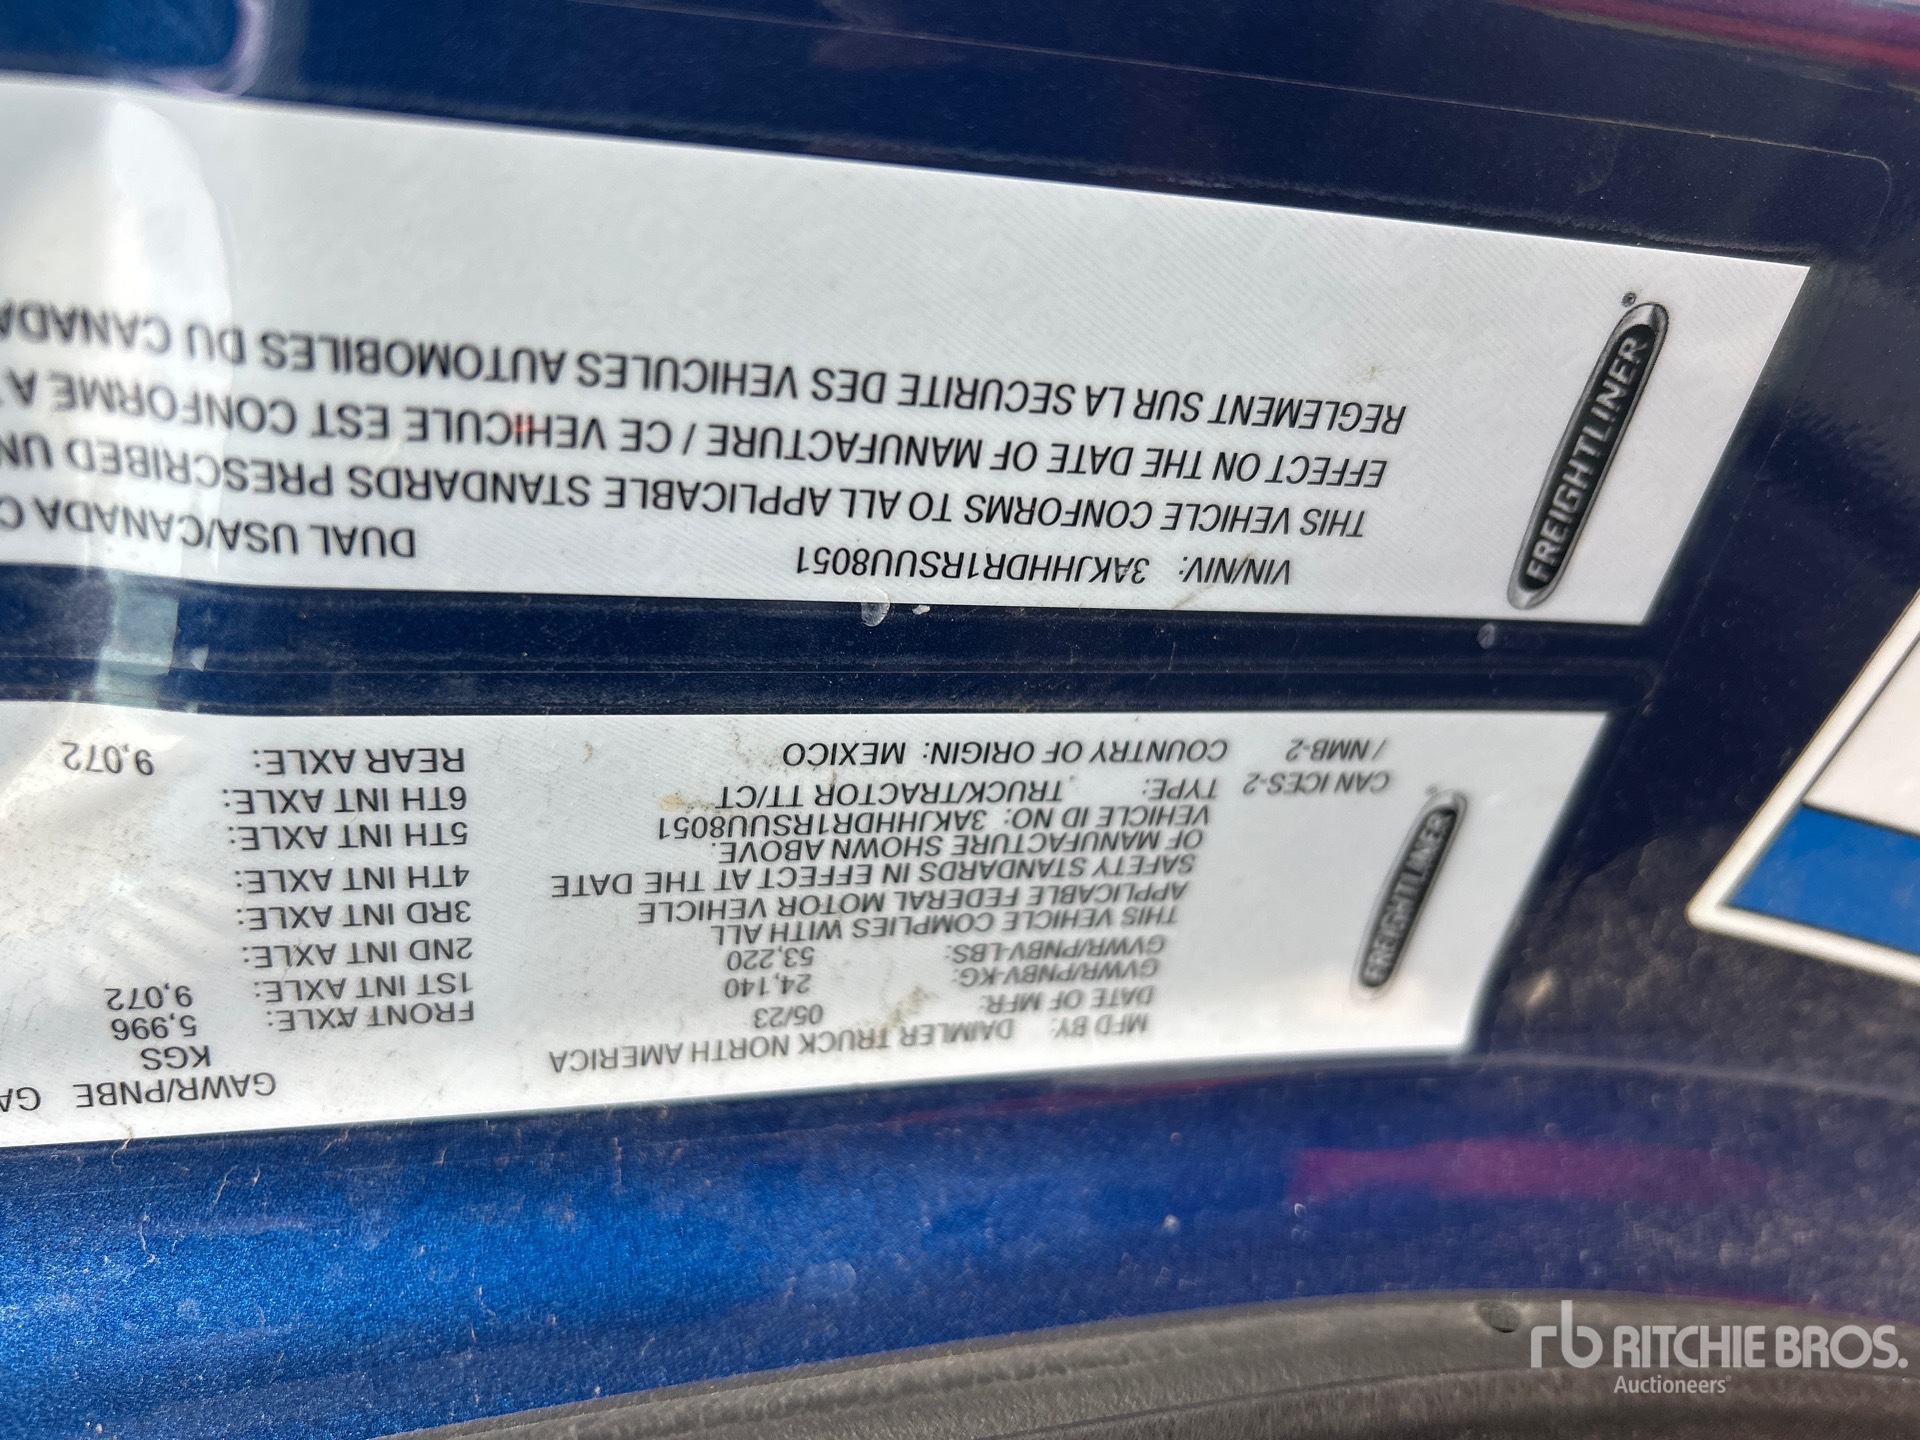 MFD BY: DAIMLER TRUCK NORTH AMERICA
DATE OF MFR: 05/23
GVWR/PNBV-KG: 24,140
GVWR/PNBV-LBS: 53,220
THIS VEHICLE COMPLIES WITH ALL
APPLICABLE FEDERAL MOTOR VEHICLE
SAFETY STANDARDS IN EFFECT AT THE DATE
OF MANUFACTURE SHOWN ABOVE.
VEHICLE ID NO: 3AKJHHDR1RSUU8051
CAN ICES-2 TYPE: TRUCK/TRACTOR TT/CT
/ NMB-2 COUNTRY OF ORIGIN: MEXICO
FREIGHTLINER
GAWR/PNBE
KGS
FRONT AXLE: 5,996
1ST INT AXLE: 9,072
2ND INT AXLE:
3RD INT AXLE:
4TH INT AXLE:
5TH INT AXLE:
6TH INT AXLE:
REAR AXLE: 9,072
FREIGHTLINER
VIN/NIV: 3AKJHHDR1RSUU8051 DUAL USA/CANADA
THIS VEHICLE CONFORMS TO ALL APPLICABLE STANDARDS PRESCRIBED
EFFECT ON THE DATE OF MANUFACTURE / CE VEHICULE EST CONFORME A
REGLEMENT SUR LA SECURITE DES VEHICULES AUTOMOBILES DU CANADA
rb RITCHIE BROS.
Auctioneers